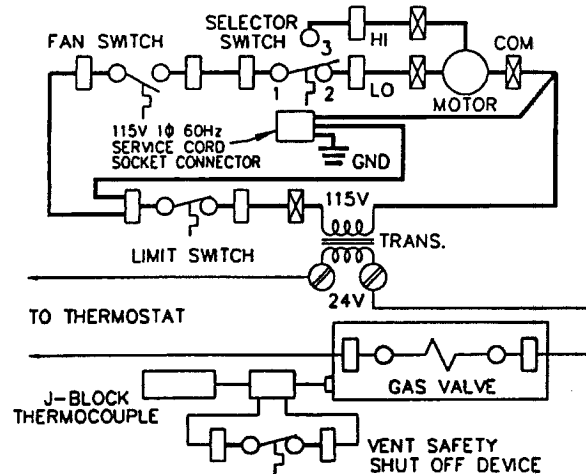 SELECTOR
SWITCH
3
HI
FAN SWITCH
COM
1
2
LO
MOTOR
115V 1ϕ 60Hz
SERVICE CORD
SOCKET CONNECTOR
GND
115V
LIMIT SWITCH
TRANS.
24V
TO THERMOSTAT
GAS VALVE
J-BLOCK
THERMOCOUPLE
VENT SAFETY
SHUT OFF DEVICE